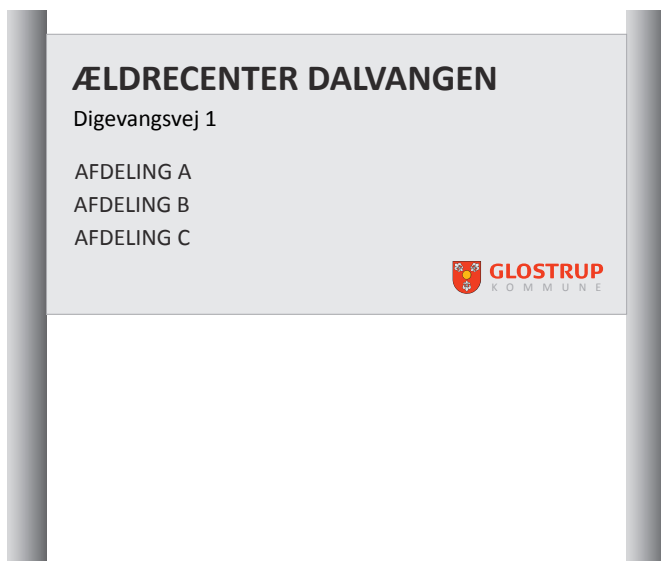 ÆLDRECENTER DALVANGEN
Digevangsvej 1
AFDELING A
AFDELING B
AFDELING C
GLOSTRUP
KOMMUNE